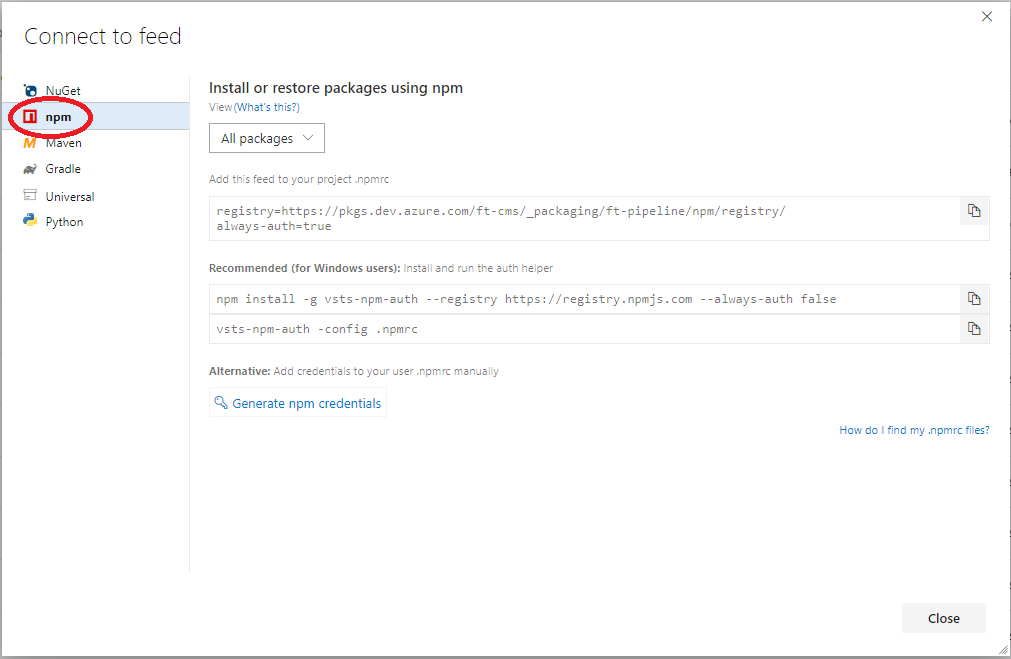 Connect to feed
NuGet
npm
Maven
Gradle
Universal
Python
Install or restore packages using npm
View (What's this?)
All packages
Add this feed to your project .npmrc
registry=https://pkgs.dev.azure.com/ft-cms/_packaging/ft-pipeline/npm/registry/
always-auth=true
Recommended (for Windows users): Install and run the auth helper
npm install -g vsts-npm-auth --registry https://registry.npmjs.com --always-auth false
vsts-npm-auth -config .npmrc
Alternative: Add credentials to your user .npmrc manually
Generate npm credentials
How do I find my .npmrc files?
Close